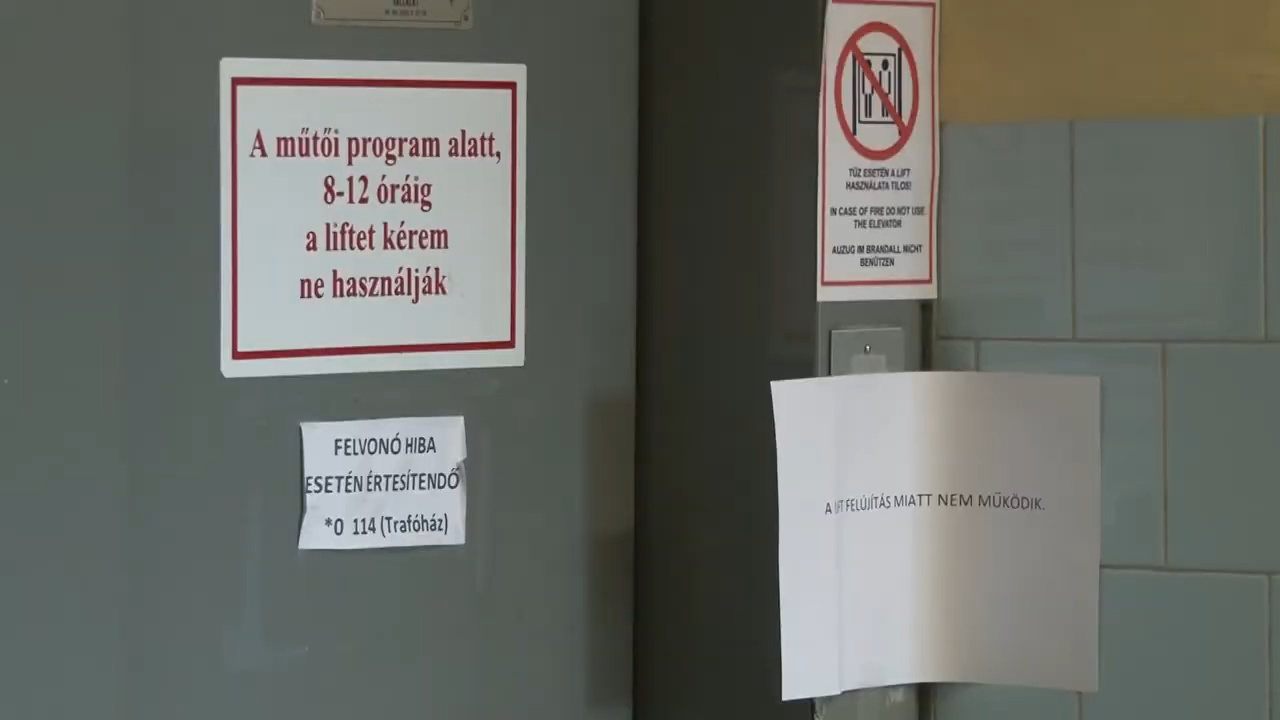 A műtői program alatt,
8-12 óráig
a liftet kérem
ne használják
FELVONÓ HIBA
ESETÉN ÉRTESÍTENDŐ
*0 114 (Trafóház)
TŰZ ESETÉN A LIFT
HASZNÁLATA TILOS!
IN CASE OF FIRE DO NOT USE
THE ELEVATOR
AUZUG IM BRANDALL NICHT
BENÜTZEN
A LIFT FELÚJÍTÁS MIATT NEM MŰKÖDIK.